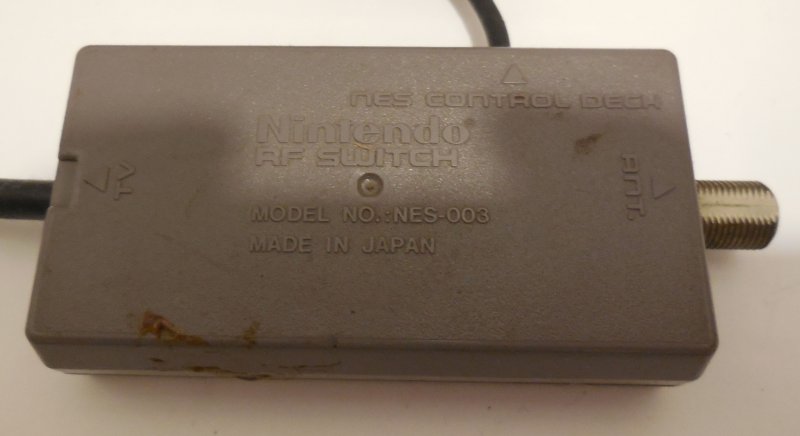 NES CONTROL DECK
Nintendo®
RF SWITCH
TV
ANT.
MODEL NO.:NES-003
MADE IN JAPAN